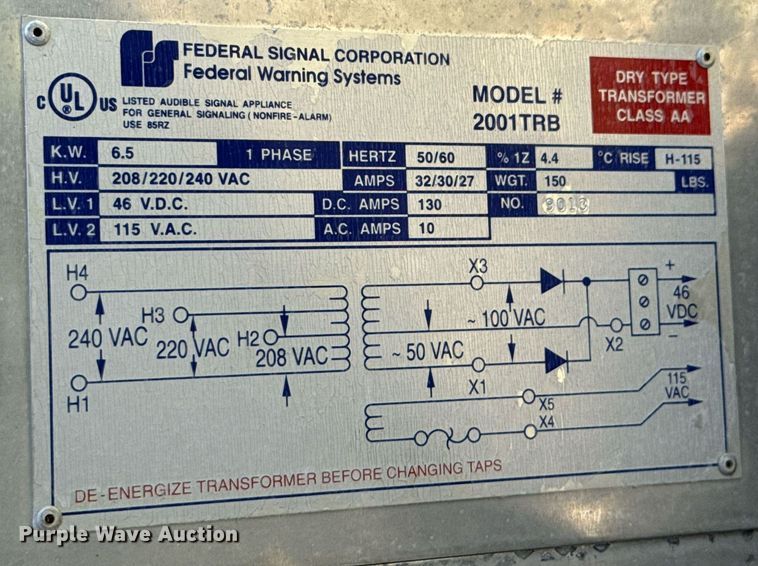 FS
FEDERAL SIGNAL CORPORATION
Federal Warning Systems
C UL US
LISTED AUDIBLE SIGNAL APPLIANCE
FOR GENERAL SIGNALING (NONFIRE-ALARM)
USE 85RZ
MODEL #
2001TRB
DRY TYPE
TRANSFORMER
CLASS AA
K.W. 6.5 1 PHASE HERTZ 50/60 % 1Z 4.4 °C RISE H-115
H.V. 208/220/240 VAC AMPS 32/30/27 WGT. 150 LBS.
L.V. 1 46 V.D.C. D.C. AMPS 130 NO.
L.V. 2 115 V.A.C. A.C. AMPS 10
H4
H3
H2
H1
240 VAC
220 VAC
208 VAC
X3
~ 100 VAC
~ 50 VAC
X1
X2
+
46
VDC
–
X5
X4
115
VAC
DE-ENERGIZE TRANSFORMER BEFORE CHANGING TAPS
Purple Wave Auction